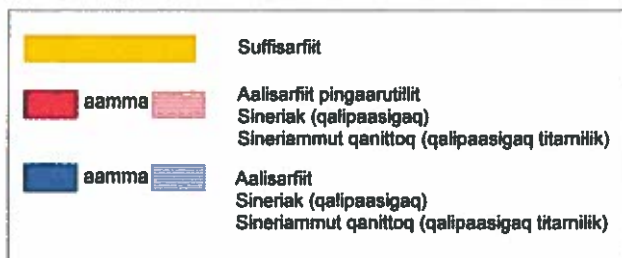 Suffisarfiit
aamma
Aalisarfiit pingaarutillit
Sineriak (qalipaasigaq)
Sineriammut qanittoq (qalipaasigaq titarnilik)
aamma
Aalisarfiit
Sineriak (qalipaasigaq)
Sineriammut qanittoq (qalipaasigaq titarnilik)